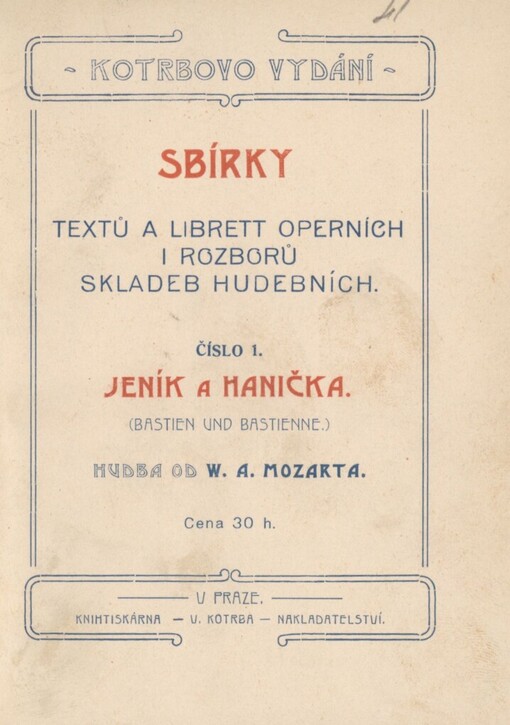 41
~ KOTRBOVO VYDÁNÍ ~
SBÍRKY
TEXTŮ A LIBRETT OPERNÍCH
I ROZBORŮ
SKLADEB HUDEBNÍCH.
ČÍSLO 1.
JENÍK A HANIČKA.
(BASTIEN UND BASTIENNE.)
HUDBA OD W. A. MOZARTA.
Cena 30 h.
U PRAZE.
KNIHTISKÁRNA — U. KOTRBA — NAKLADATELSTVÍ.